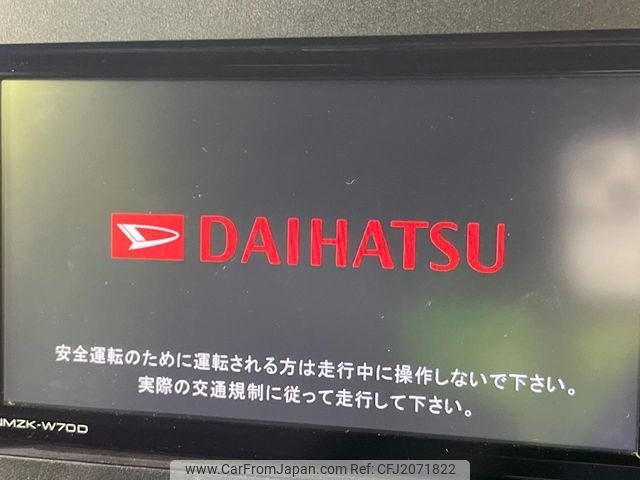 DAIHATSU
安全運転のために運転される方は走行中に操作しないで下さい。
実際の交通規制に従って走行して下さい。
NMZK-W70D
www.CarFromJapan.com | CFJ2071822